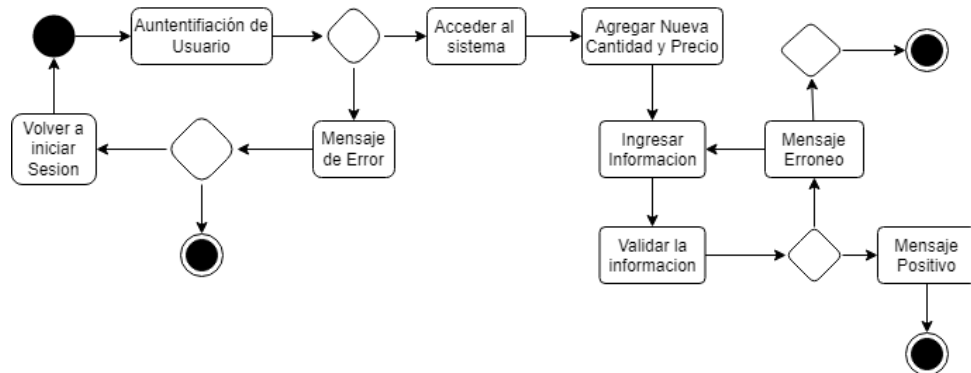 Auntentifiación de
Usuario
Acceder al
sistema
Agregar Nueva
Cantidad y Precio
Volver a
iniciar
Sesion
Mensaje
de Error
Ingresar
Informacion
Mensaje
Erroneo
Validar la
informacion
Mensaje
Positivo